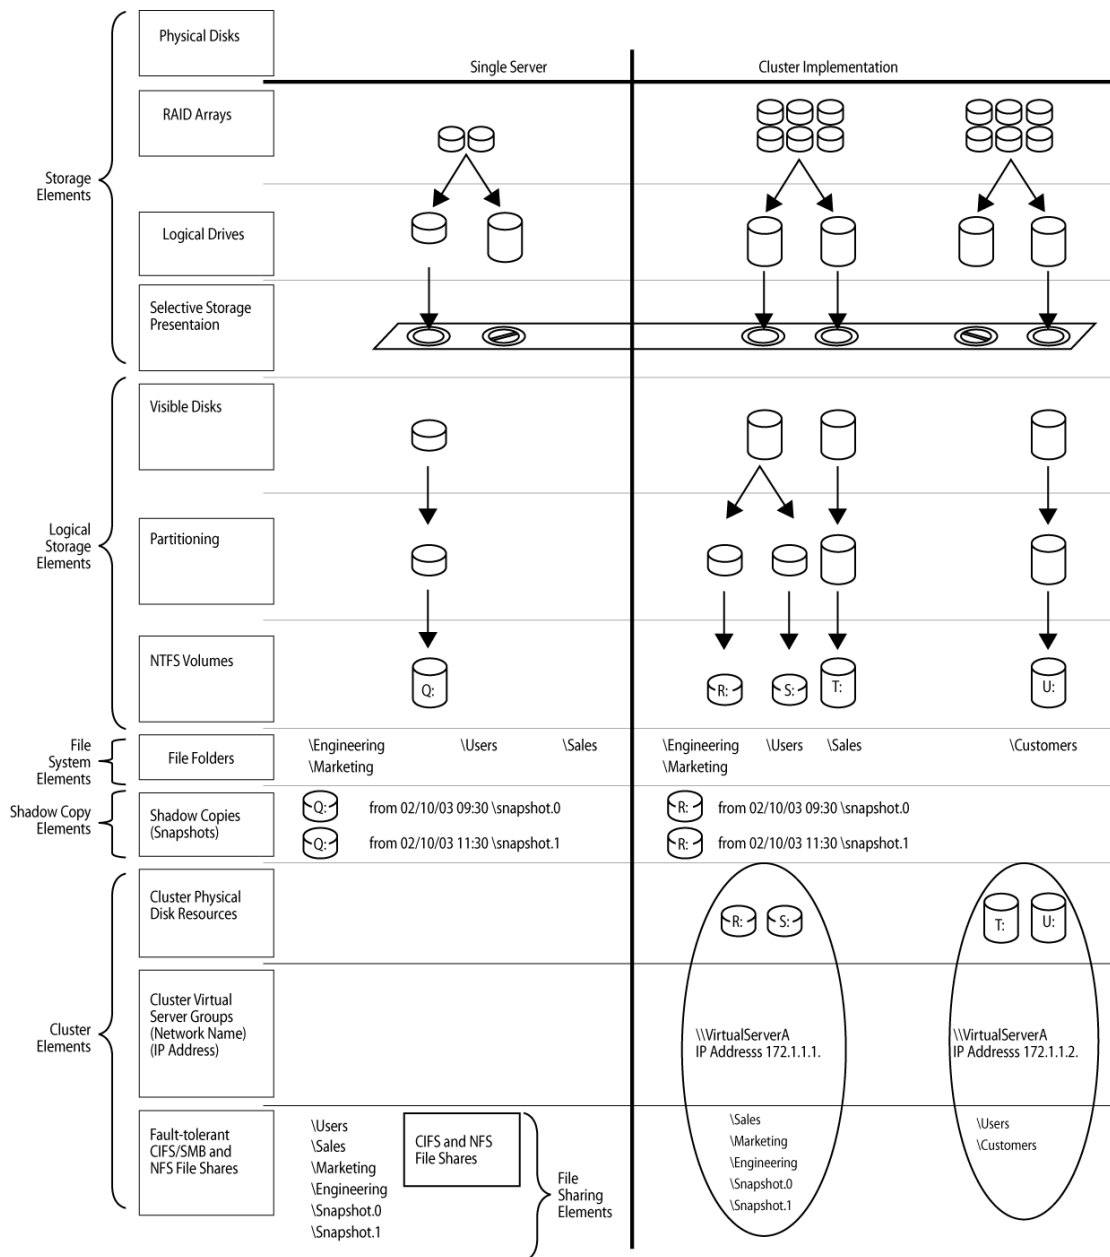 Physical Disks
Single Server
Cluster Implementation
RAID Arrays
Storage
Elements
Logical Drives
Selective Storage
Presentaion
Visible Disks
Logical
Storage
Elements
Partitioning
NTFS Volumes
Q:
R:
S:
T:
U:
File
System
Elements
File Folders
\Engineering
\Users
\Sales
\Marketing
\Engineering
\Users
\Sales
\Customers
\Marketing
Shadow Copy
Elements
Shadow Copies
(Snapshots)
Q:
from 02/10/03 09:30 \snapshot.0
Q:
from 02/10/03 11:30 \snapshot.1
R:
from 02/10/03 09:30 \snapshot.0
R:
from 02/10/03 11:30 \snapshot.1
Cluster
Elements
Cluster Physical
Disk Resources
R:
S:
T:
U:
Cluster Virtual
Server Groups
(Network Name)
(IP Address)
\\VirtualServerA
IP Addresss 172.1.1.1.
\\VirtualServerA
IP Addresss 172.1.1.2.
Fault-tolerant
CIFS/SMB and
NFS File Shares
\Users
\Sales
\Marketing
\Engineering
\Snapshot.0
\Snapshot.1
CIFS and NFS
File Shares
File
Sharing
Elements
\Sales
\Marketing
\Engineering
\Snapshot.0
\Snapshot.1
\Users
\Customers